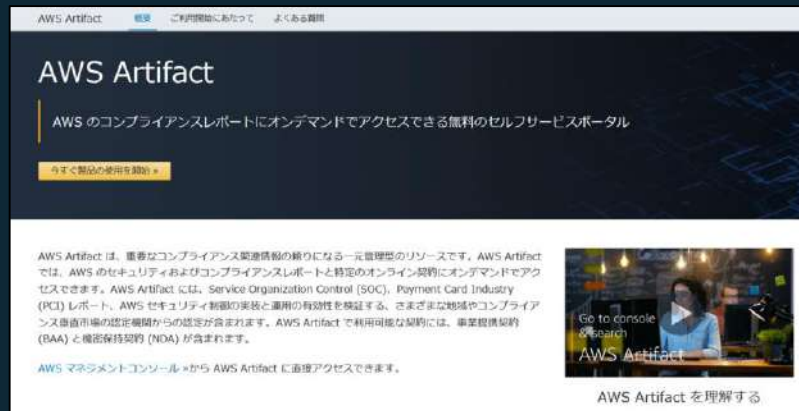 AWS Artifact 概要 ご利用開始にあたって よくある質問
AWS Artifact
AWS のコンプライアンスレポートにオンデマンドでアクセスできる無料のセルフサービスポータル
今すぐ製品の使用を開始 »
AWS Artifact は、重要なコンプライアンス関連情報の頼りになる一元管理型のリソースです。AWS Artifact
では、AWS のセキュリティおよびコンプライアンスレポートと特定のオンライン契約にオンデマンドでアク
セスできます。AWS Artifact には、Service Organization Control (SOC)、Payment Card Industry
(PCI) レポート、AWS セキュリティ制御の実装と運用の有効性を検証する、さまざまな地域やコンプライア
ンス垂直市場の認定機関からの認定が含まれます。AWS Artifact で利用可能な契約には、事業提携契約
(BAA) と機密保持契約 (NDA) が含まれます。
AWS マネジメントコンソール »から AWS Artifact に直接アクセスできます。
Go to console
& search
AWS Artifact
AWS Artifact を理解する